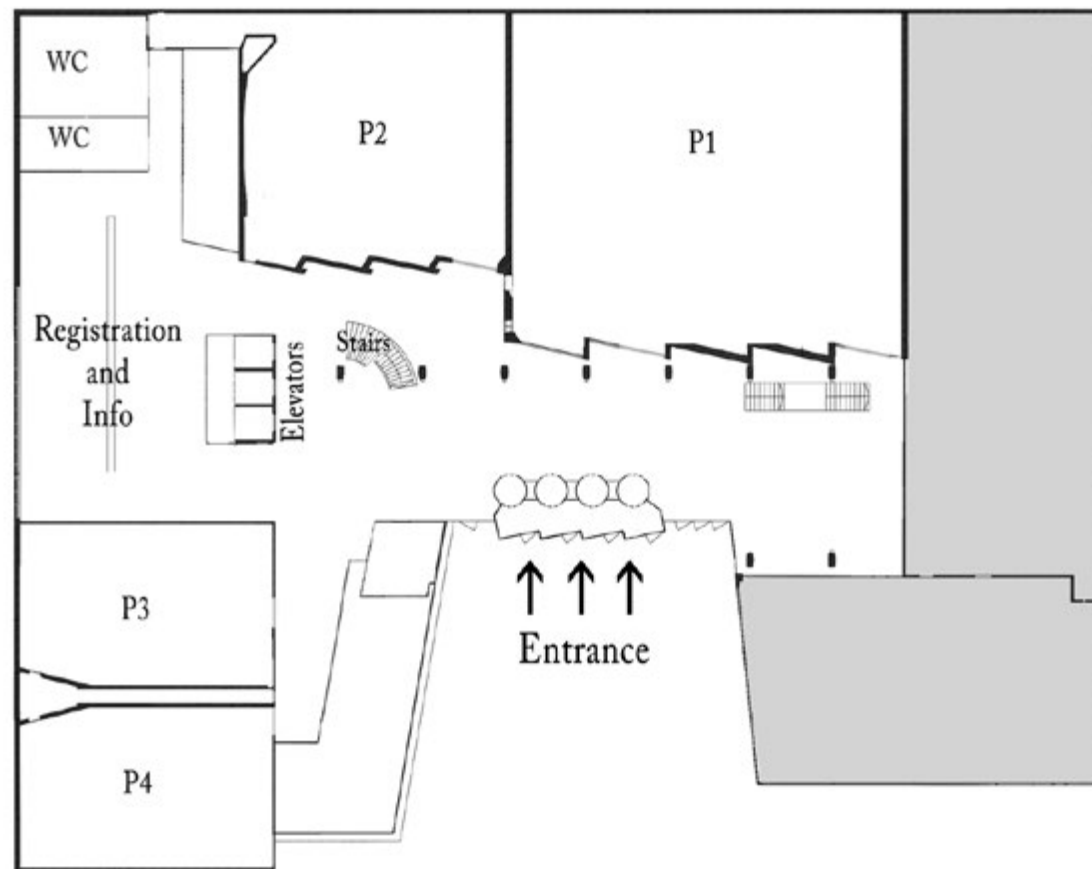 WC
WC
P2
P1
Registration
and
Info
Elevators
Stairs
P3
P4
Entrance